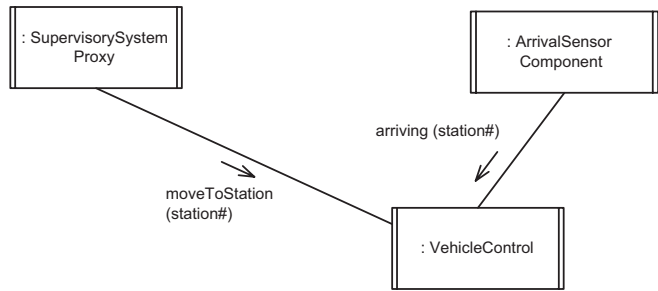 : SupervisorySystem
Proxy
: ArrivalSensor
Component
arriving (station#)
moveToStation
(station#)
: VehicleControl